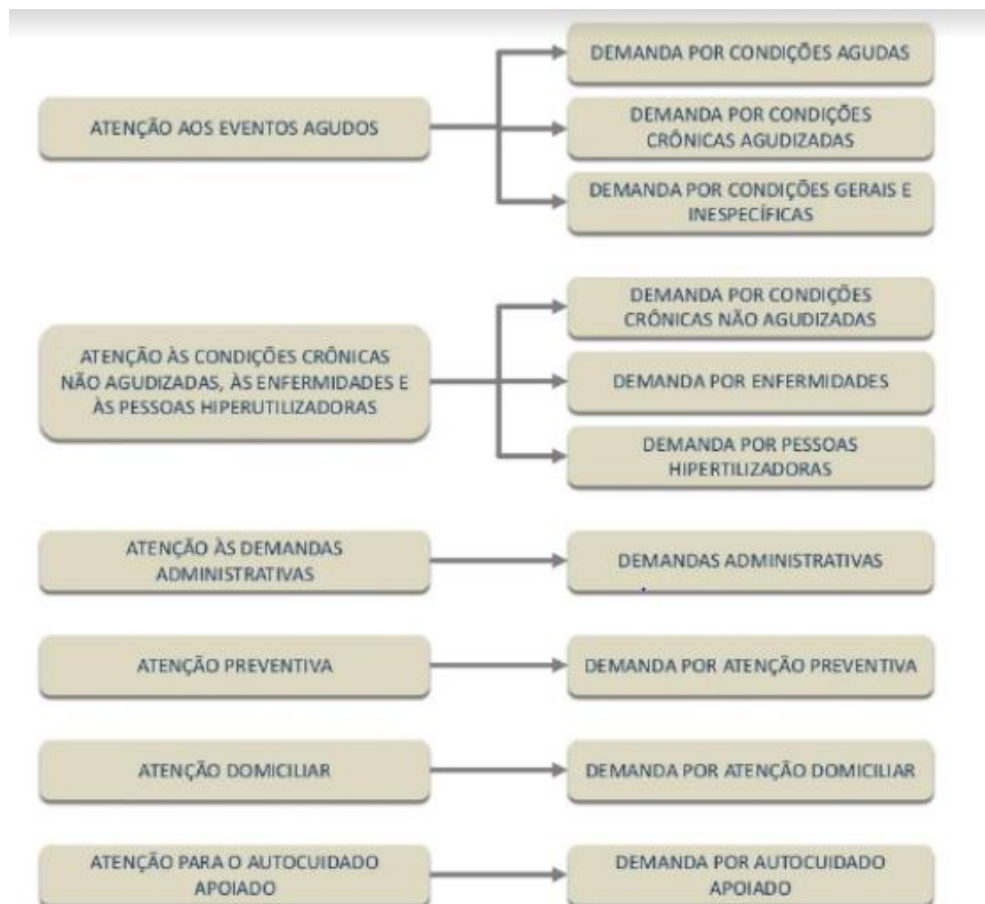 DEMANDA POR CONDIÇÕES AGUDAS
ATENÇÃO AOS EVENTOS AGUDOS
DEMANDA POR CONDIÇÕES
CRÔNICAS AGUDIZADAS
DEMANDA POR CONDIÇÕES GERAIS E
INESPECÍFICAS
ATENÇÃO ÀS CONDIÇÕES CRÔNICAS
NÃO AGUDIZADAS, ÀS ENFERMIDADES E
ÀS PESSOAS HIPERUTILIZADORAS
DEMANDA POR CONDIÇÕES
CRÔNICAS NÃO AGUDIZADAS
DEMANDA POR ENFERMIDADES
DEMANDA POR PESSOAS
HIPERTILIZADORAS
ATENÇÃO ÀS DEMANDAS
ADMINISTRATIVAS
DEMANDAS ADMINISTRATIVAS
ATENÇÃO PREVENTIVA
DEMANDA POR ATENÇÃO PREVENTIVA
ATENÇÃO DOMICILIAR
DEMANDA POR ATENÇÃO DOMICILIAR
ATENÇÃO PARA O AUTOCUIDADO
APOIADO
DEMANDA POR AUTOCUIDADO
APOIADO